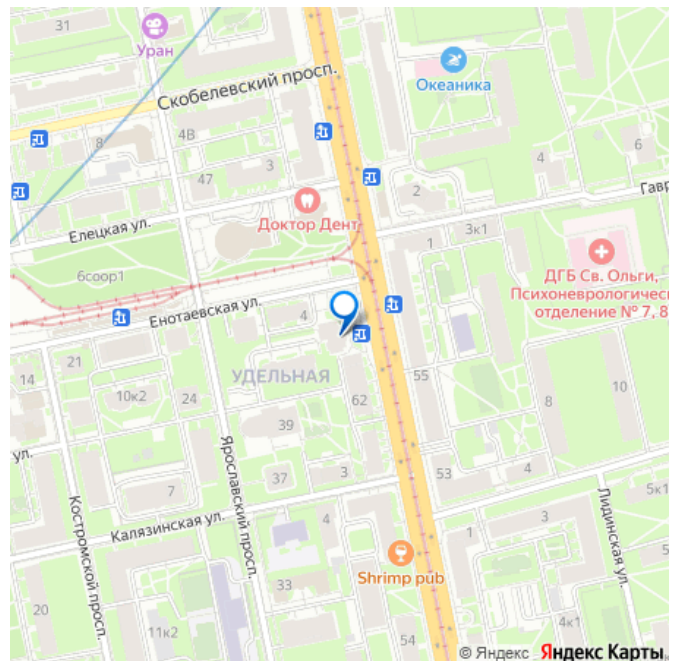 31
Уран
Скобелевский просп.
Океаника
4В
8
3
4
6
47
2
Гавр
Доктор Дент
Елецкая ул.
1
3к1
6соор1
ДГБ Св. Ольги,
Психоневрологическ
отделение № 7, 8
Енотаевская ул.
4
14
21
УДЕЛЬНАЯ
55
10к2
24
62
8
10
39
ул.
37
3
53
4
7
5к1
Ярославский просп.
Калязинская ул.
4
1
3
Лидинская ул.
Костромской просп.
5
Shrimp pub
33
20
11к2
54
4к1
© Яндекс Яндекс Карты